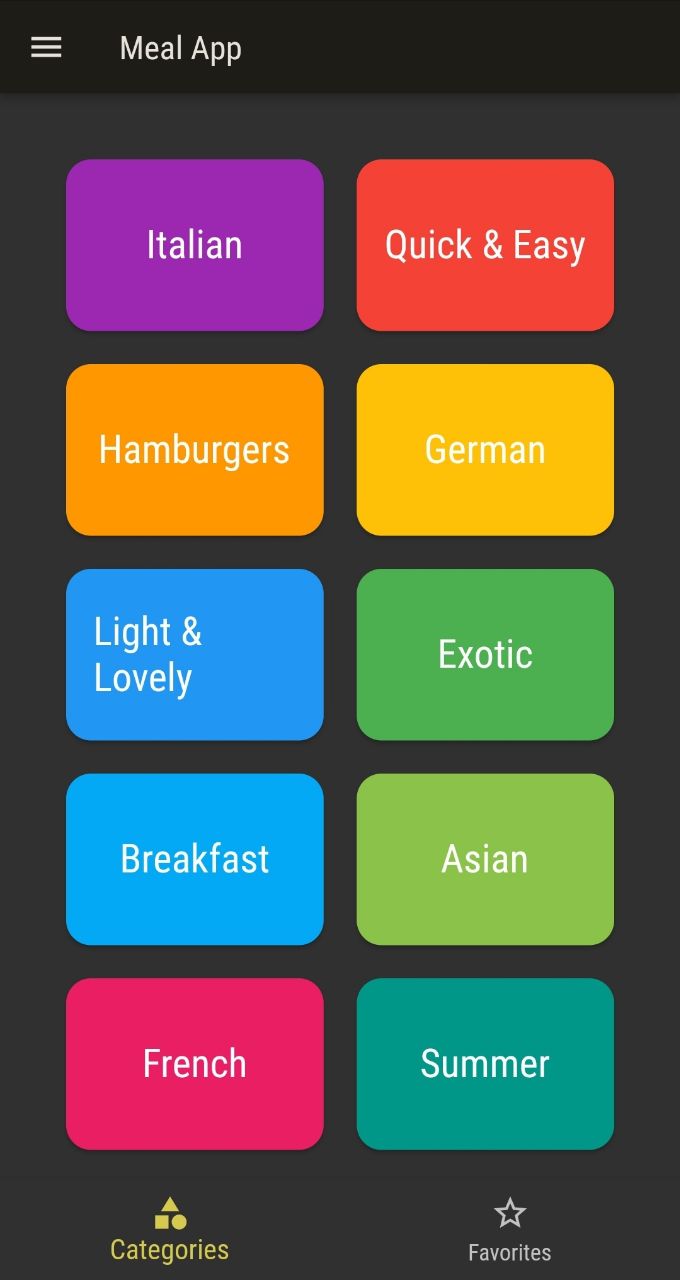 Meal App
Italian
Quick & Easy
Hamburgers
German
Light &
Lovely
Exotic
Breakfast
Asian
French
Summer
Categories
Favorites